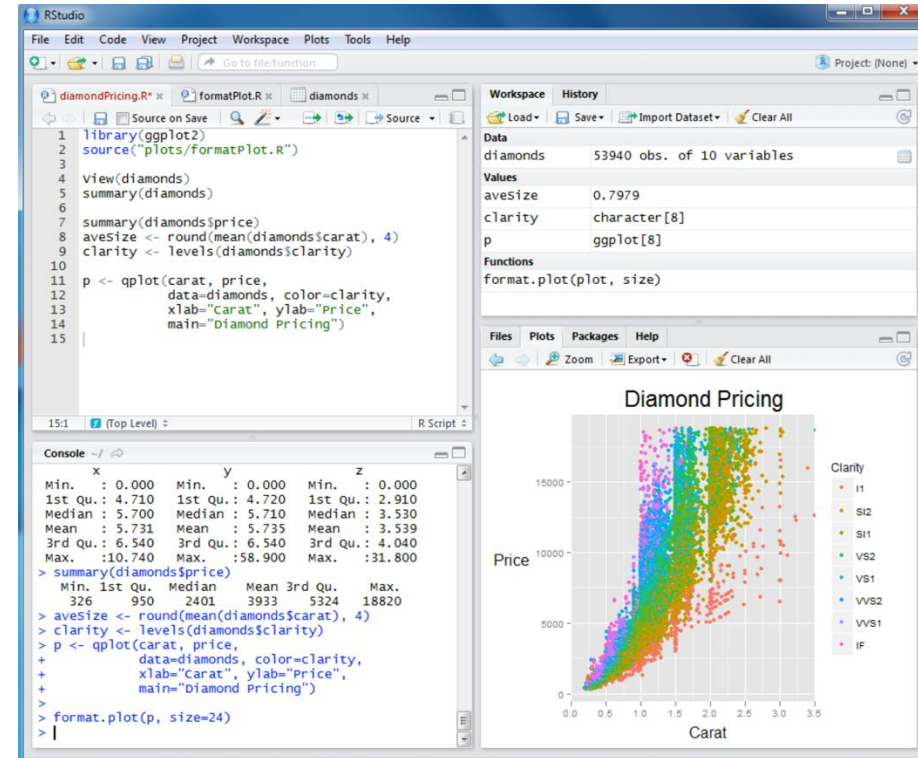 RStudio
File Edit Code View Project Workspace Plots Tools Help
Go to file/function
Project: (None)
diamondPricing.R* formatPlot.R diamonds
Source on Save Source
1 library(ggplot2)
2 source("plots/formatPlot.R")
3
4 View(diamonds)
5 summary(diamonds)
6
7 summary(diamonds$price)
8 aveSize <- round(mean(diamonds$carat), 4)
9 clarity <- levels(diamonds$clarity)
10
11 p <- qplot(carat, price,
12 data=diamonds, color=clarity,
13 xlab="Carat", ylab="Price",
14 main="Diamond Pricing")
15
15:1 (Top Level) R Script
Console ~/
x y z
Min. : 0.000 Min. : 0.000 Min. : 0.000
1st Qu.: 4.710 1st Qu.: 4.720 1st Qu.: 2.910
Median : 5.700 Median : 5.710 Median : 3.530
Mean : 5.731 Mean : 5.735 Mean : 3.539
3rd Qu.: 6.540 3rd Qu.: 6.540 3rd Qu.: 4.040
Max. :10.740 Max. :58.900 Max. :31.800
> summary(diamonds$price)
Min. 1st Qu. Median Mean 3rd Qu. Max.
326 950 2401 3933 5324 18820
> aveSize <- round(mean(diamonds$carat), 4)
> clarity <- levels(diamonds$clarity)
> p <- qplot(carat, price,
+ data=diamonds, color=clarity,
+ xlab="Carat", ylab="Price",
+ main="Diamond Pricing")
>
> format.plot(p, size=24)
>
Workspace History
Load Save Import Dataset Clear All
Data
diamonds 53940 obs. of 10 variables
Values
aveSize 0.7979
clarity character[8]
p ggplot[8]
Functions
format.plot(plot, size)
Files Plots Packages Help
Zoom Export Clear All
Diamond Pricing
Price
15000
10000
5000
0
0.0 0.5 1.0 1.5 2.0 2.5 3.0 3.5
Carat
Clarity
I1
SI2
SI1
VS2
VS1
VVS2
VVS1
IF